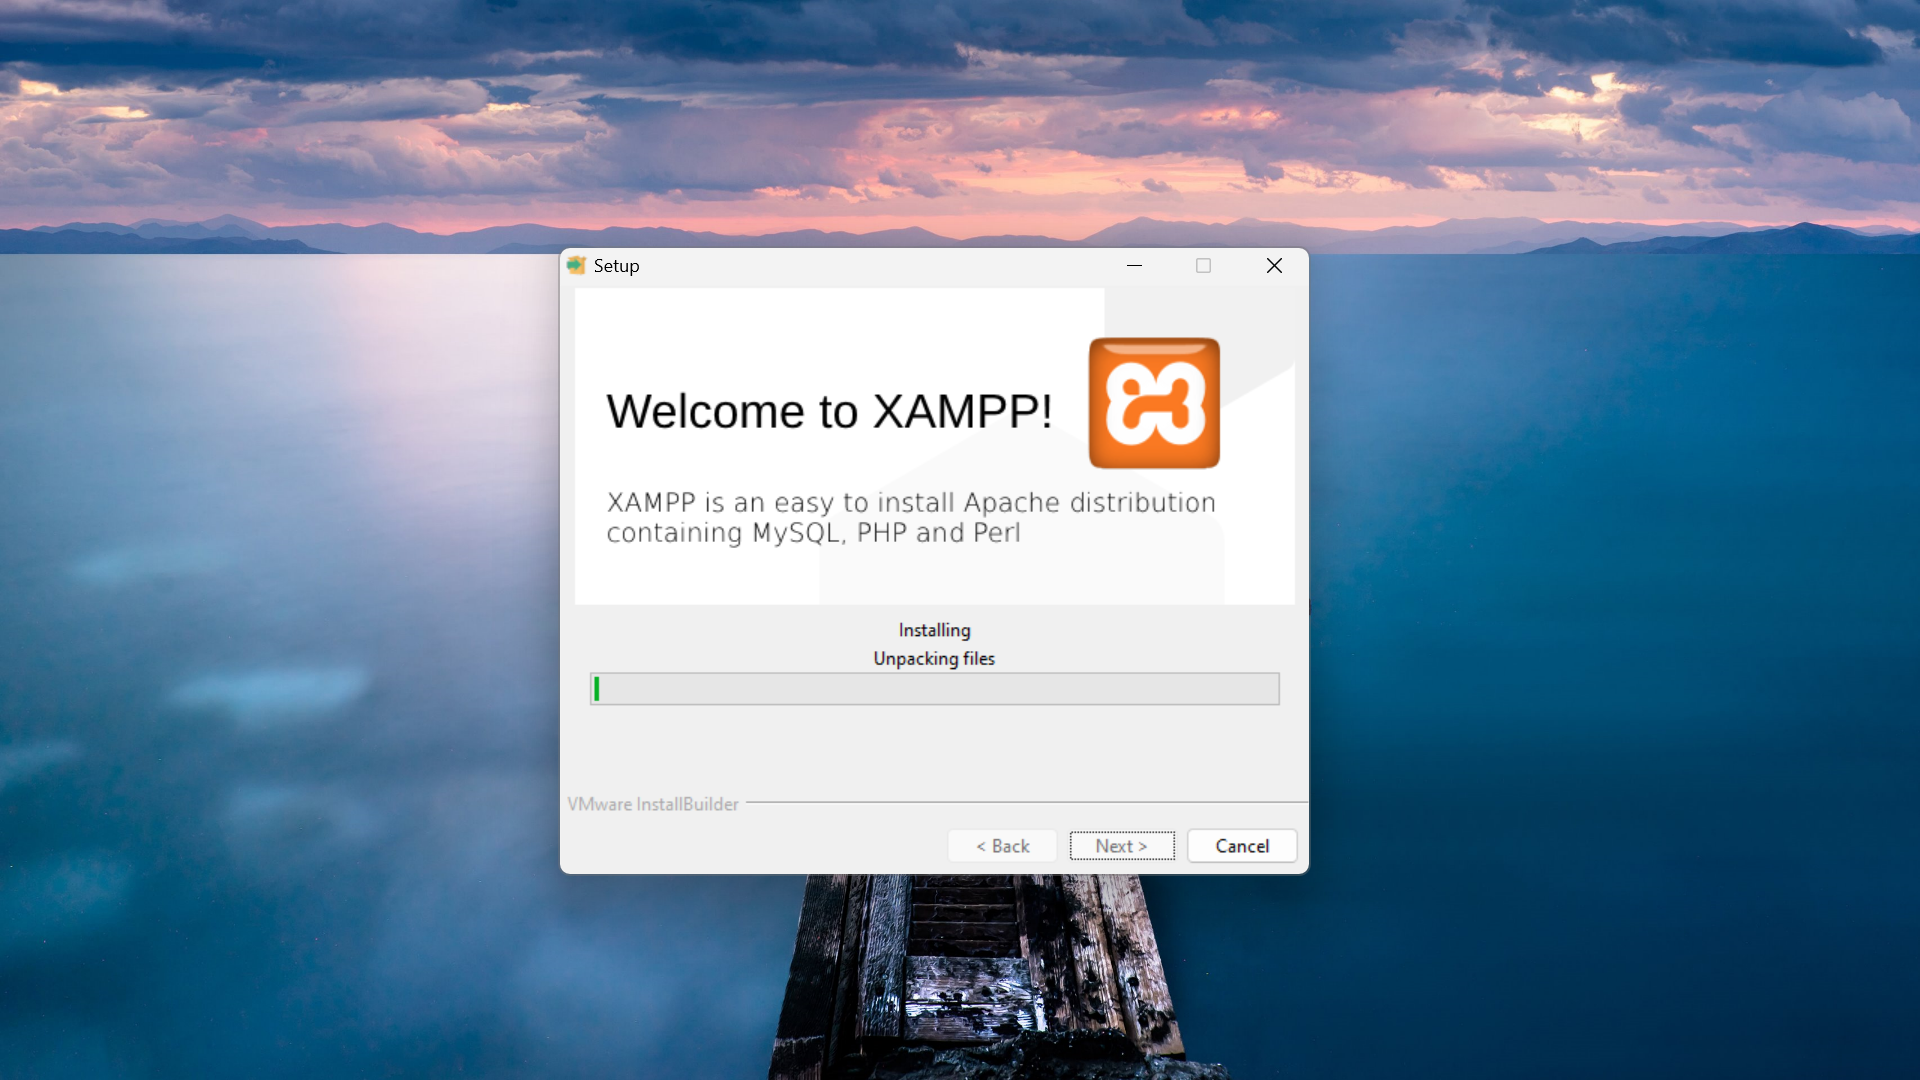 Setup
Welcome to XAMPP!
XAMPP is an easy to install Apache distribution
containing MySQL, PHP and Perl
Installing
Unpacking files
VMware InstallBuilder
< Back
Next >
Cancel